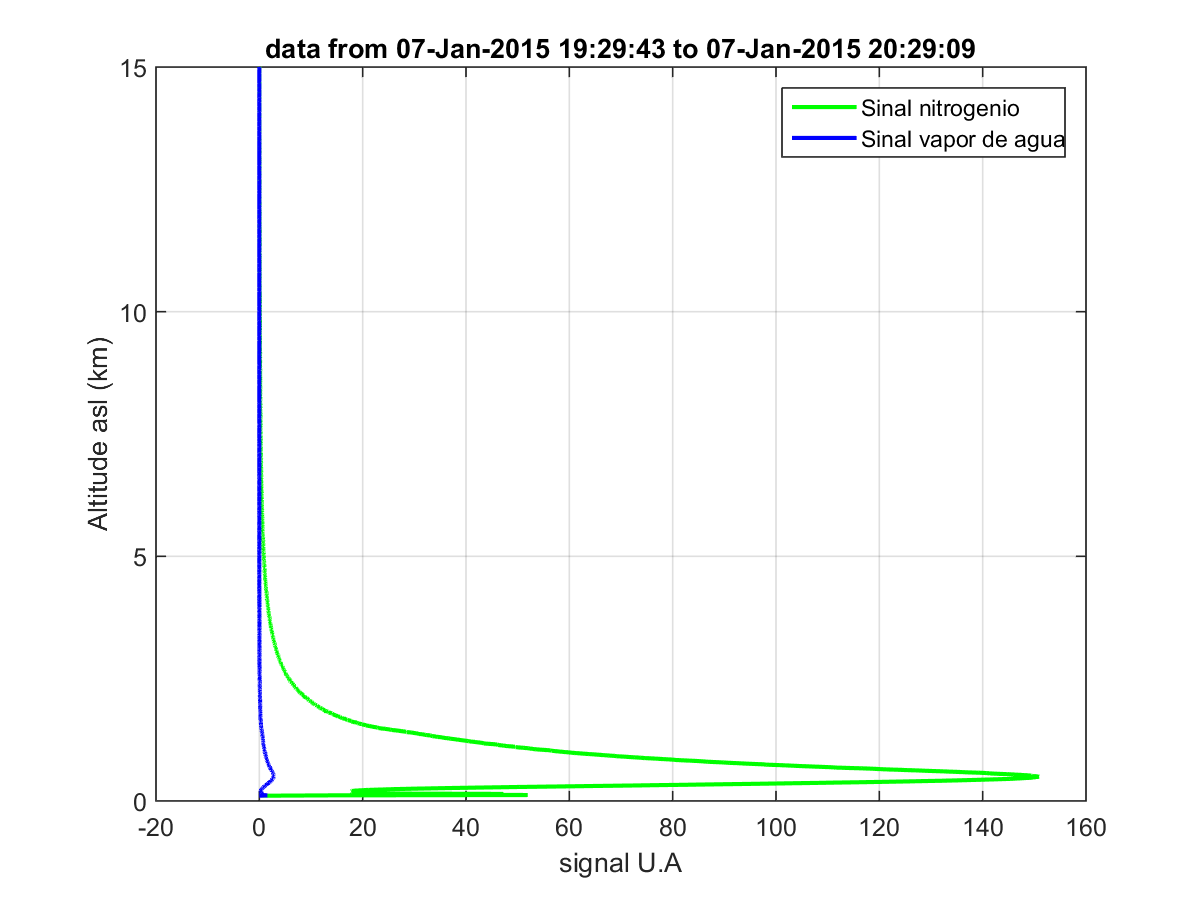 data from 07-Jan-2015 19:29:43 to 07-Jan-2015 20:29:09
Sinal nitrogenio
Sinal vapor de agua
15
10
5
0
Altitude asl (km)
-20 0 20 40 60 80 100 120 140 160
signal U.A